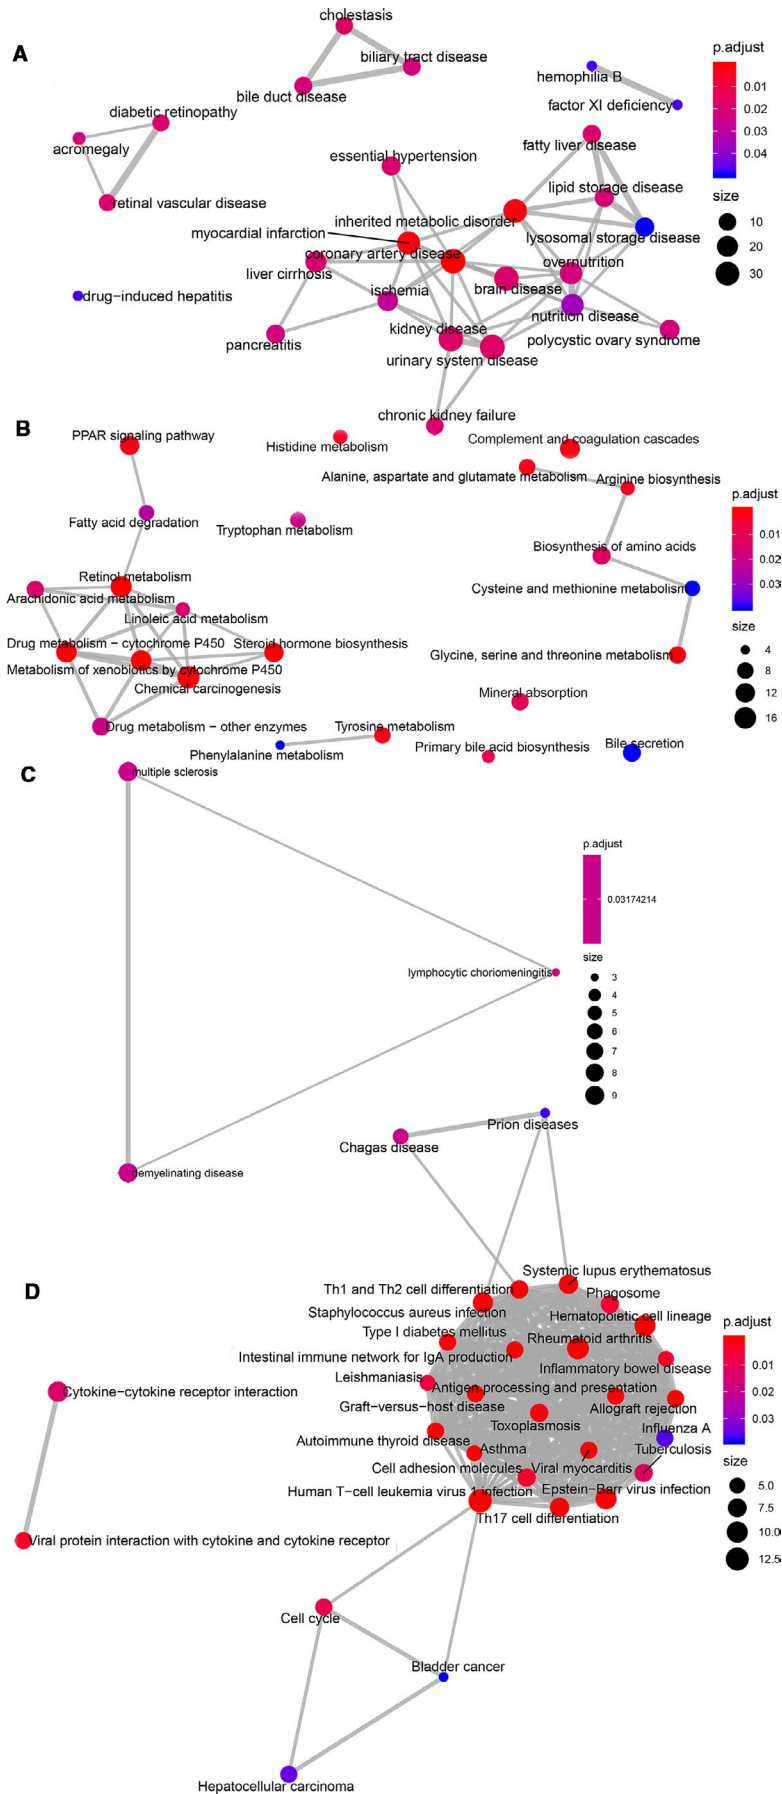 A
cholestasis
biliary tract disease
bile duct disease
hemophilia B
factor XI deficiency
p.adjust
0.01
0.02
0.03
0.04
diabetic retinopathy
acromegaly
retinal vascular disease
essential hypertension
fatty liver disease
lipid storage disease
size
10
20
30
inherited metabolic disorder
myocardial infarction
lysosomal storage disease
coronary artery disease
overnutrition
liver cirrhosis
ischemia
brain disease
drug-induced hepatitis
nutrition disease
kidney disease
polycystic ovary syndrome
pancreatitis
urinary system disease
chronic kidney failure
B
PPAR signaling pathway
Histidine metabolism
Complement and coagulation cascades
Alanine, aspartate and glutamate metabolism
Arginine biosynthesis
p.adjust
0.01
0.02
0.03
Fatty acid degradation
Tryptophan metabolism
Biosynthesis of amino acids
Retinol metabolism
Cysteine and methionine metabolism
Arachidonic acid metabolism
Linoleic acid metabolism
size
4
8
12
16
Drug metabolism − cytochrome P450
Steroid hormone biosynthesis
Glycine, serine and threonine metabolism
Metabolism of xenobiotics by cytochrome P450
Chemical carcinogenesis
Mineral absorption
Drug metabolism − other enzymes
Tyrosine metabolism
Phenylalanine metabolism
Primary bile acid biosynthesis
Bile secretion
C
multiple sclerosis
p.adjust
0.03174214
size
3
4
5
6
7
8
9
lymphocytic choriomeningitis
demyelinating disease
Prion diseases
Chagas disease
D
Systemic lupus erythematosus
Th1 and Th2 cell differentiation
Phagosome
Staphylococcus aureus infection
Hematopoietic cell lineage
p.adjust
0.01
0.02
0.03
Type I diabetes mellitus
Rheumatoid arthritis
Intestinal immune network for IgA production
Inflammatory bowel disease
Leishmaniasis
Antigen processing and presentation
Cytokine−cytokine receptor interaction
Graft−versus−host disease
Allograft rejection
Toxoplasmosis
Influenza A
Autoimmune thyroid disease
Asthma
Tuberculosis
Cell adhesion molecules
Viral myocarditis
size
5.0
7.5
10.0
12.5
Human T−cell leukemia virus 1 infection
Epstein−Barr virus infection
Th17 cell differentiation
Viral protein interaction with cytokine and cytokine receptor
Cell cycle
Bladder cancer
Hepatocellular carcinoma